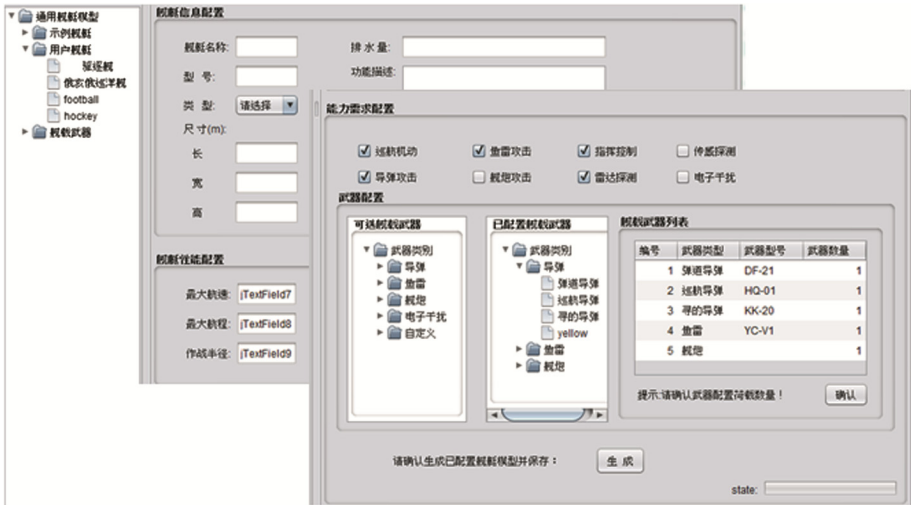 通用舰艇模型
示例舰艇
用户舰艇
驱逐舰
俄亥俄远洋舰
football
hockey
舰载武器
舰艇信息配置
舰艇名称:
排 水 量:
型 号:
功能描述:
类 型:
请选择
尺 寸(m):
长
宽
高
舰艇性能配置
最大航速:
jTextField7
最大航程:
jTextField8
作战半径:
jTextField9
能力需求配置
巡航机动
鱼雷攻击
指挥控制
传感探测
导弹攻击
舰炮攻击
雷达探测
电子干扰
武器配置
可选舰载武器
武器类别
导弹
鱼雷
舰炮
电子干扰
自定义
已配置舰载武器
武器类别
导弹
弹道导弹
巡航导弹
寻的导弹
yellow
鱼雷
舰炮
舰载武器列表
编号 武器类型 武器型号 武器数量
1 弹道导弹 DF-21 1
2 巡航导弹 HQ-01 1
3 寻的导弹 KK-20 1
4 鱼雷 YC-V1 1
5 舰炮 1
提示:请确认武器配置荷载数量！
确认
请确认生成已配置舰艇模型并保存：
生 成
state: